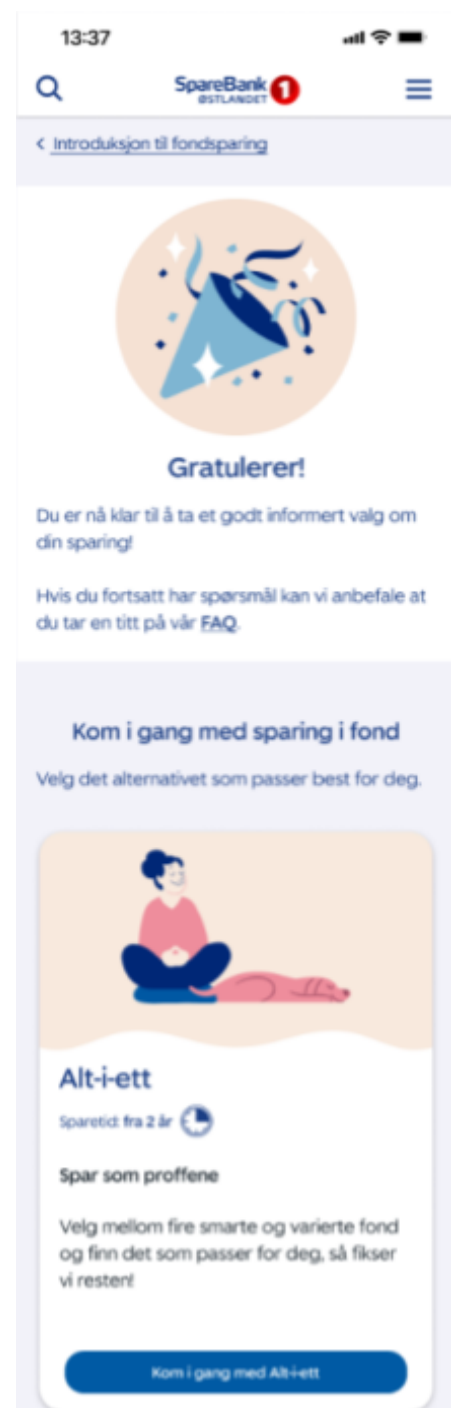 13:37
SpareBank 1
ØSTLANDET
< Introduksjon til fondsparing
Gratulerer!
Du er nå klar til å ta et godt informert valg om
din sparing!
Hvis du fortsatt har spørsmål kan vi anbefale at
du tar en titt på vår FAQ.
Kom i gang med sparing i fond
Velg det alternativet som passer best for deg.
Alt-i-ett
Sparetid: fra 2 år
Spar som proffene
Velg mellom fire smarte og varierte fond
og finn det som passer for deg, så fikser
vi resten!
Kom i gang med Alt-i-ett